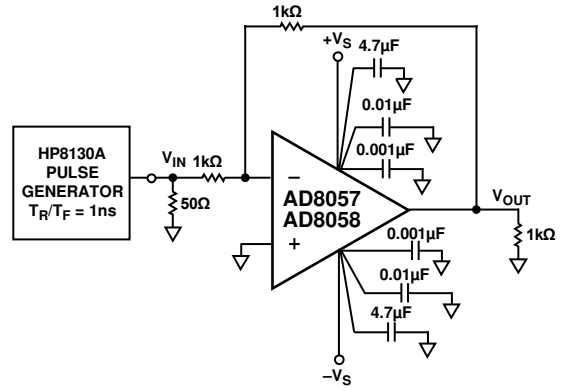 1kΩ
+VS
4.7μF
0.01μF
0.001μF
HP8130A
PULSE
GENERATOR
TR/TF = 1ns
VIN
1kΩ
50Ω
−
+
AD8057
AD8058
VOUT
1kΩ
0.001μF
0.01μF
4.7μF
−VS